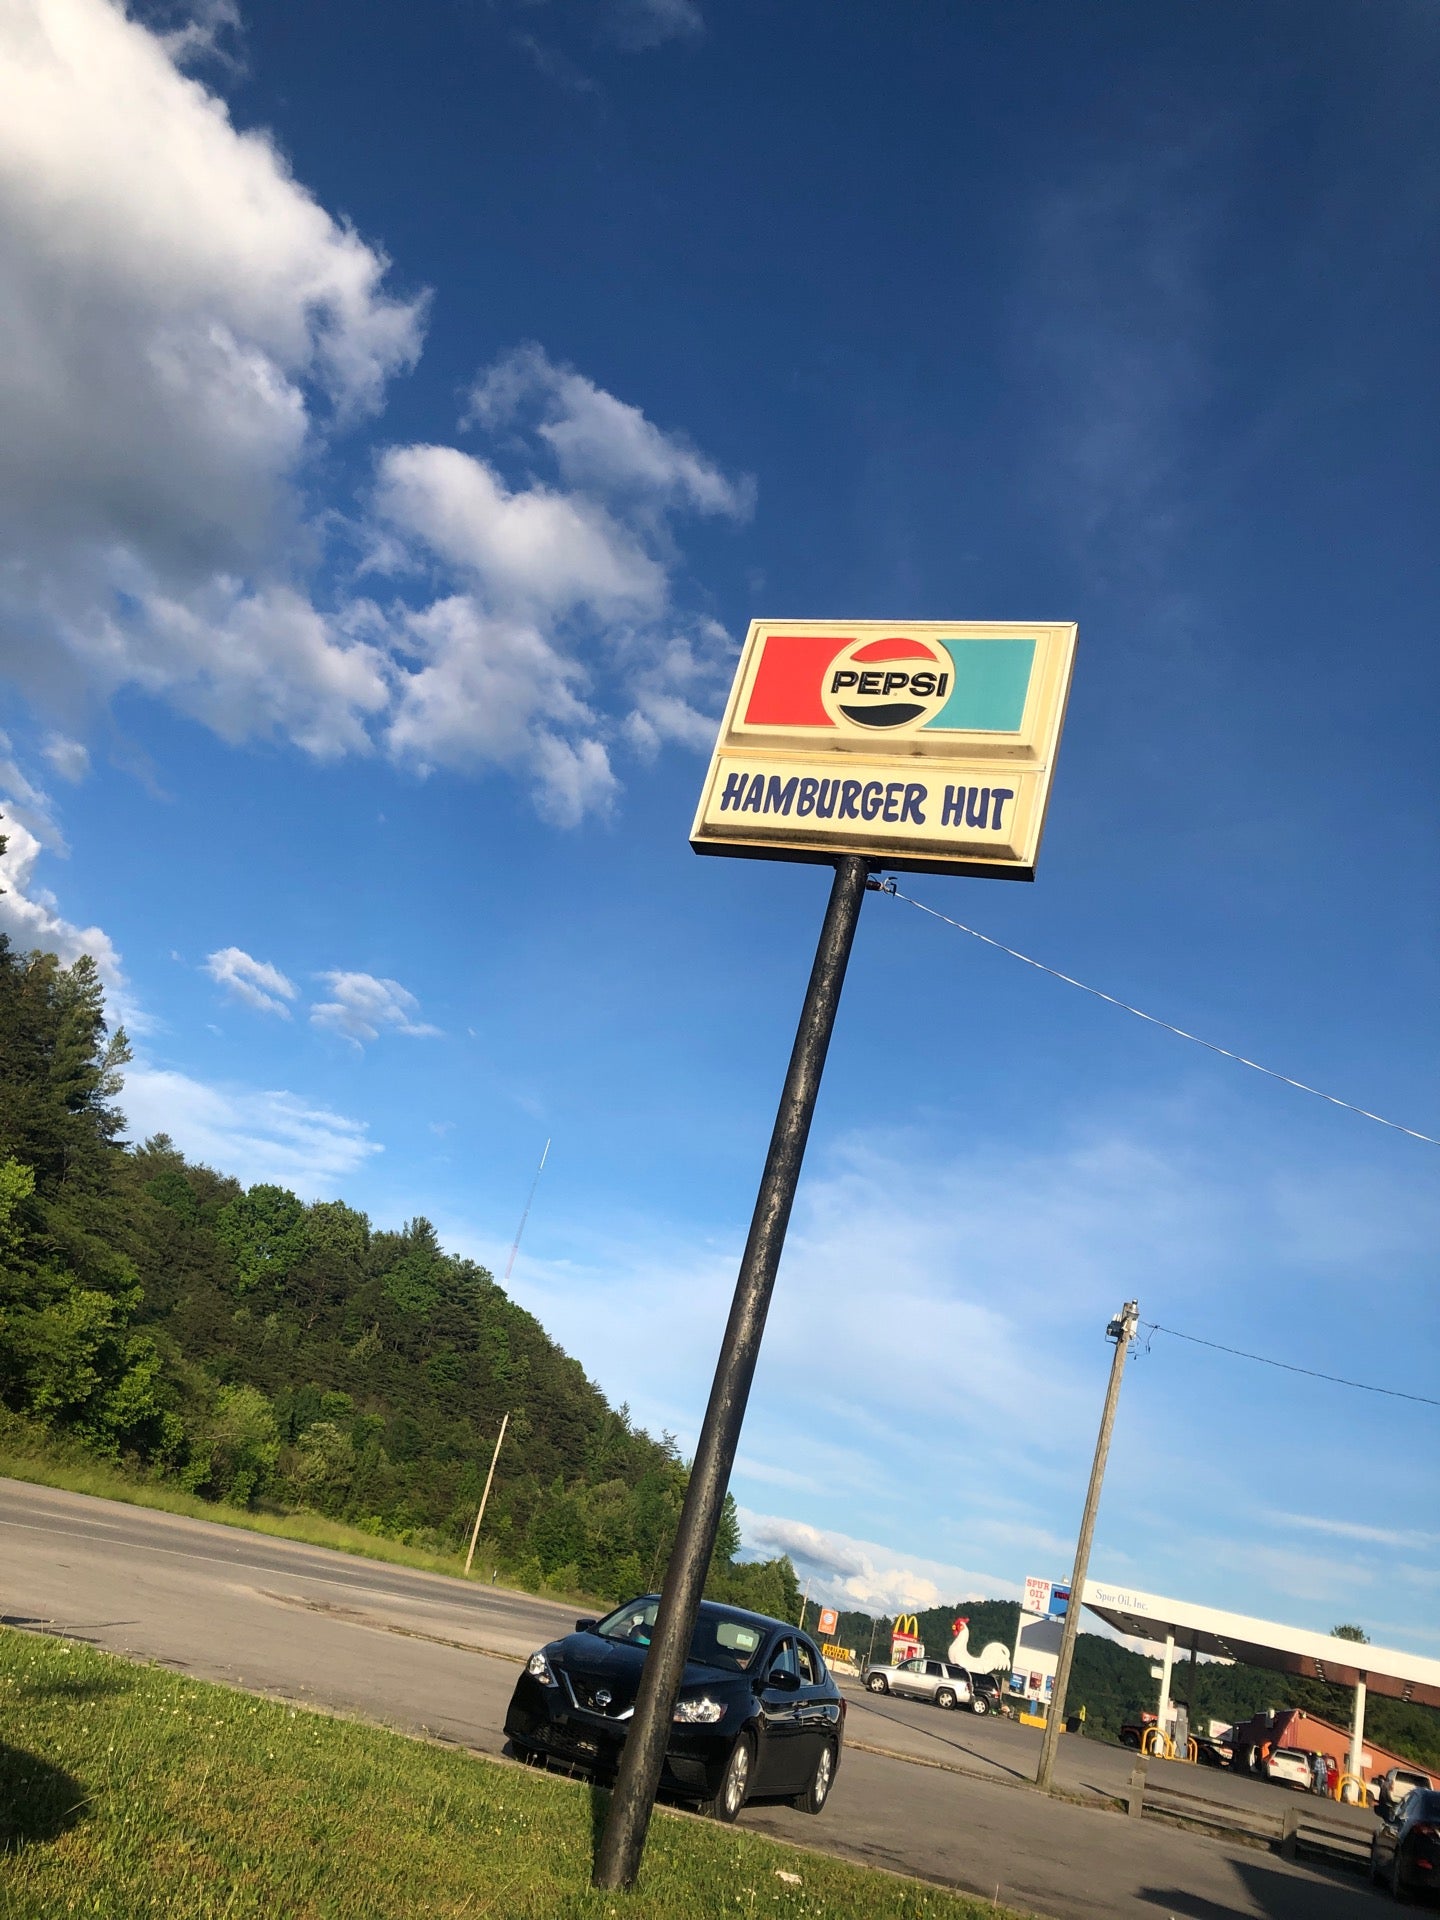 PEPSI
HAMBURGER HUT
SPUR
OIL
#1
Spur Oil, Inc.